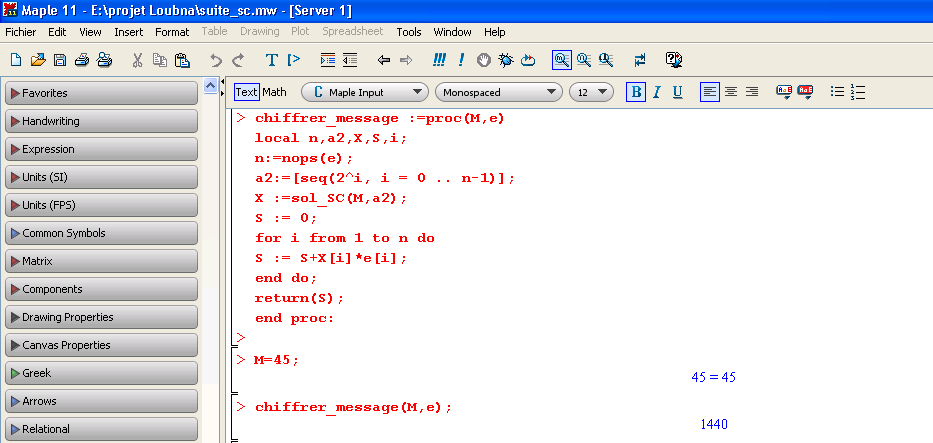 Maple 11 - E:\projet Loubna\suite_sc.mw - [Server 1]
Fichier Edit View Insert Format Table Drawing Plot Spreadsheet Tools Window Help
Text Math C Maple Input Monospaced 12 B I U
Favorites
Handwriting
Expression
Units (SI)
Units (FPS)
Common Symbols
Matrix
Components
Drawing Properties
Canvas Properties
Greek
Arrows
Relational
> chiffrer_message :=proc(M,e)
local n,a2,X,S,i;
n:=nops(e);
a2:=[seq(2^i, i = 0 .. n-1)];
X :=sol_SC(M,a2);
S := 0;
for i from 1 to n do
S := S+X[i]*e[i];
end do;
return(S);
end proc:
>
> M=45;
45 = 45
> chiffrer_message(M,e);
1440